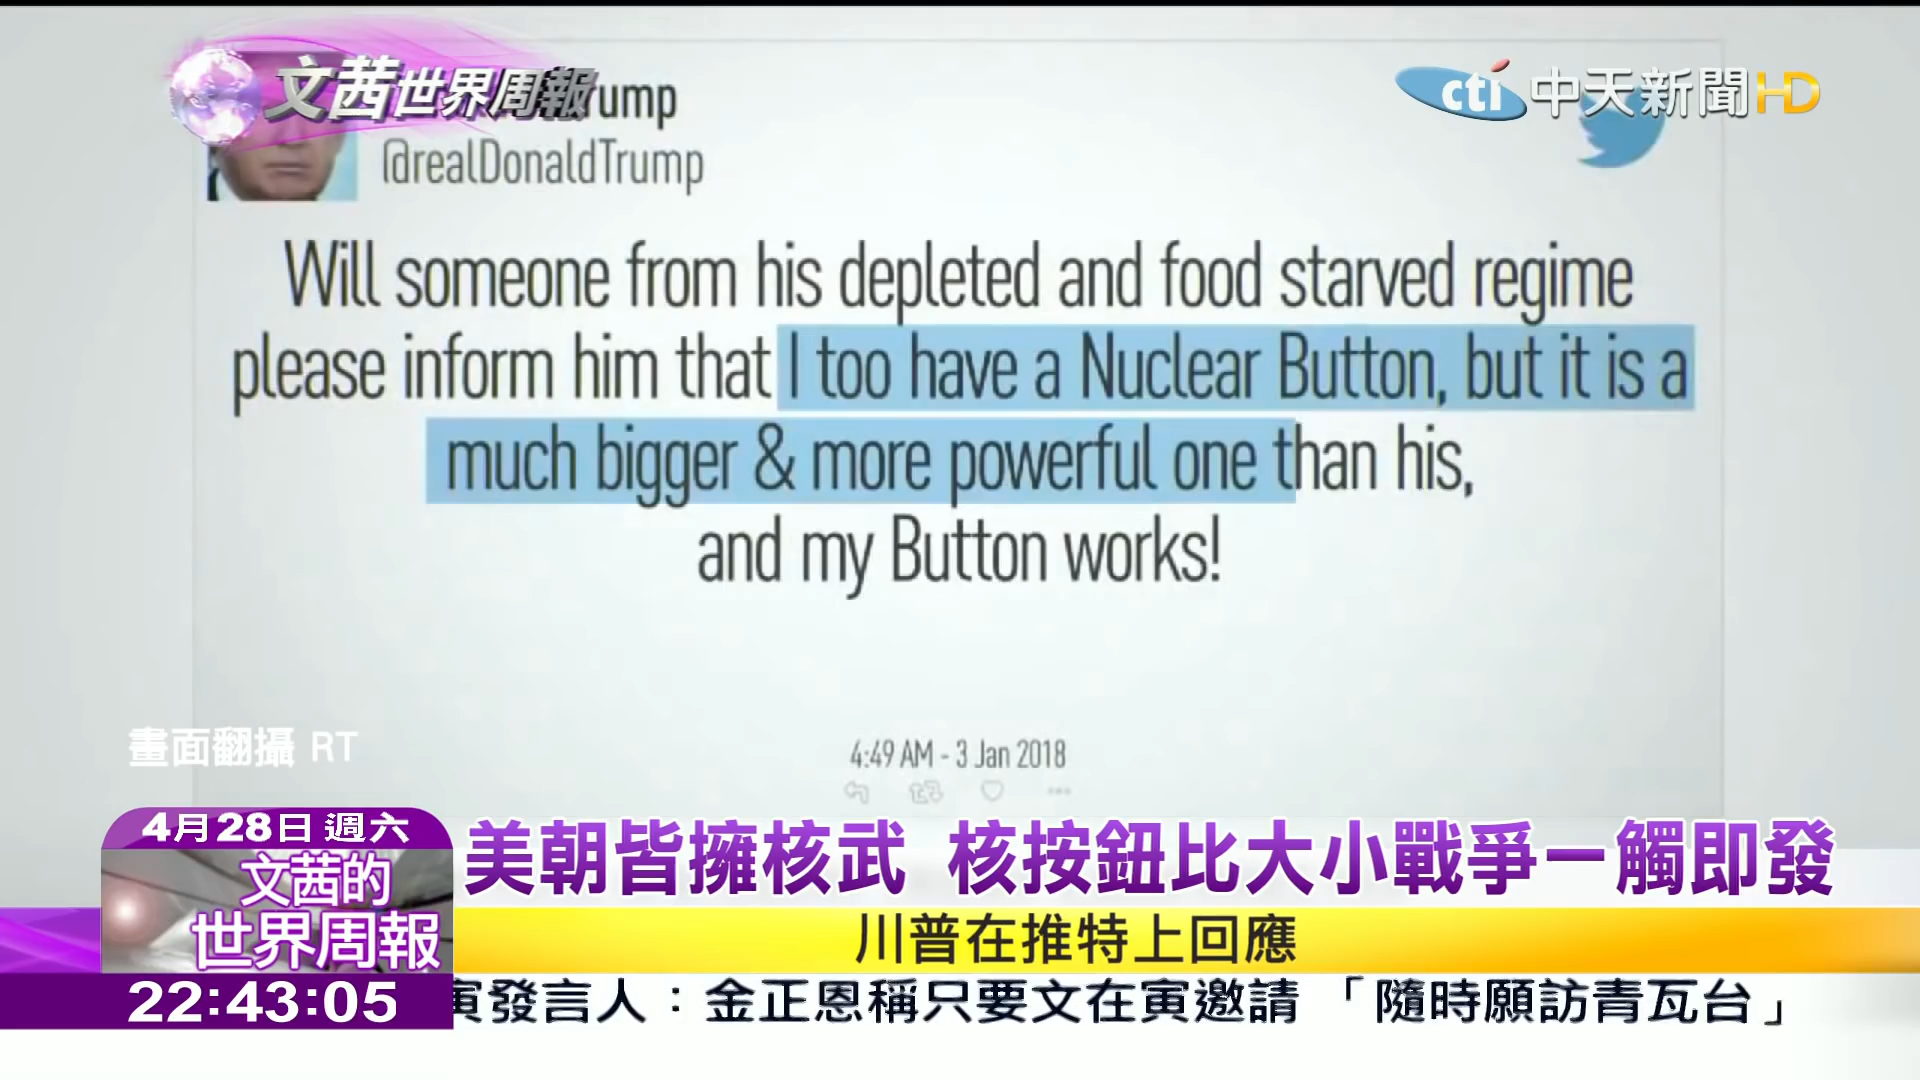 文茜世界周報
rump
cti 中天新聞HD
@realDonaldTrump
Will someone from his depleted and food starved regime
please inform him that I too have a Nuclear Button, but it is a
much bigger & more powerful one than his,
and my Button works!
畫面翻攝 RT
4:49 AM - 3 Jan 2018
4月28日 週六
文茜的
世界周報
美朝皆擁核武 核按鈕比大小戰爭一觸即發
川普在推特上回應
22:43:05
寅發言人：金正恩稱只要文在寅邀請 「隨時願訪青瓦台」